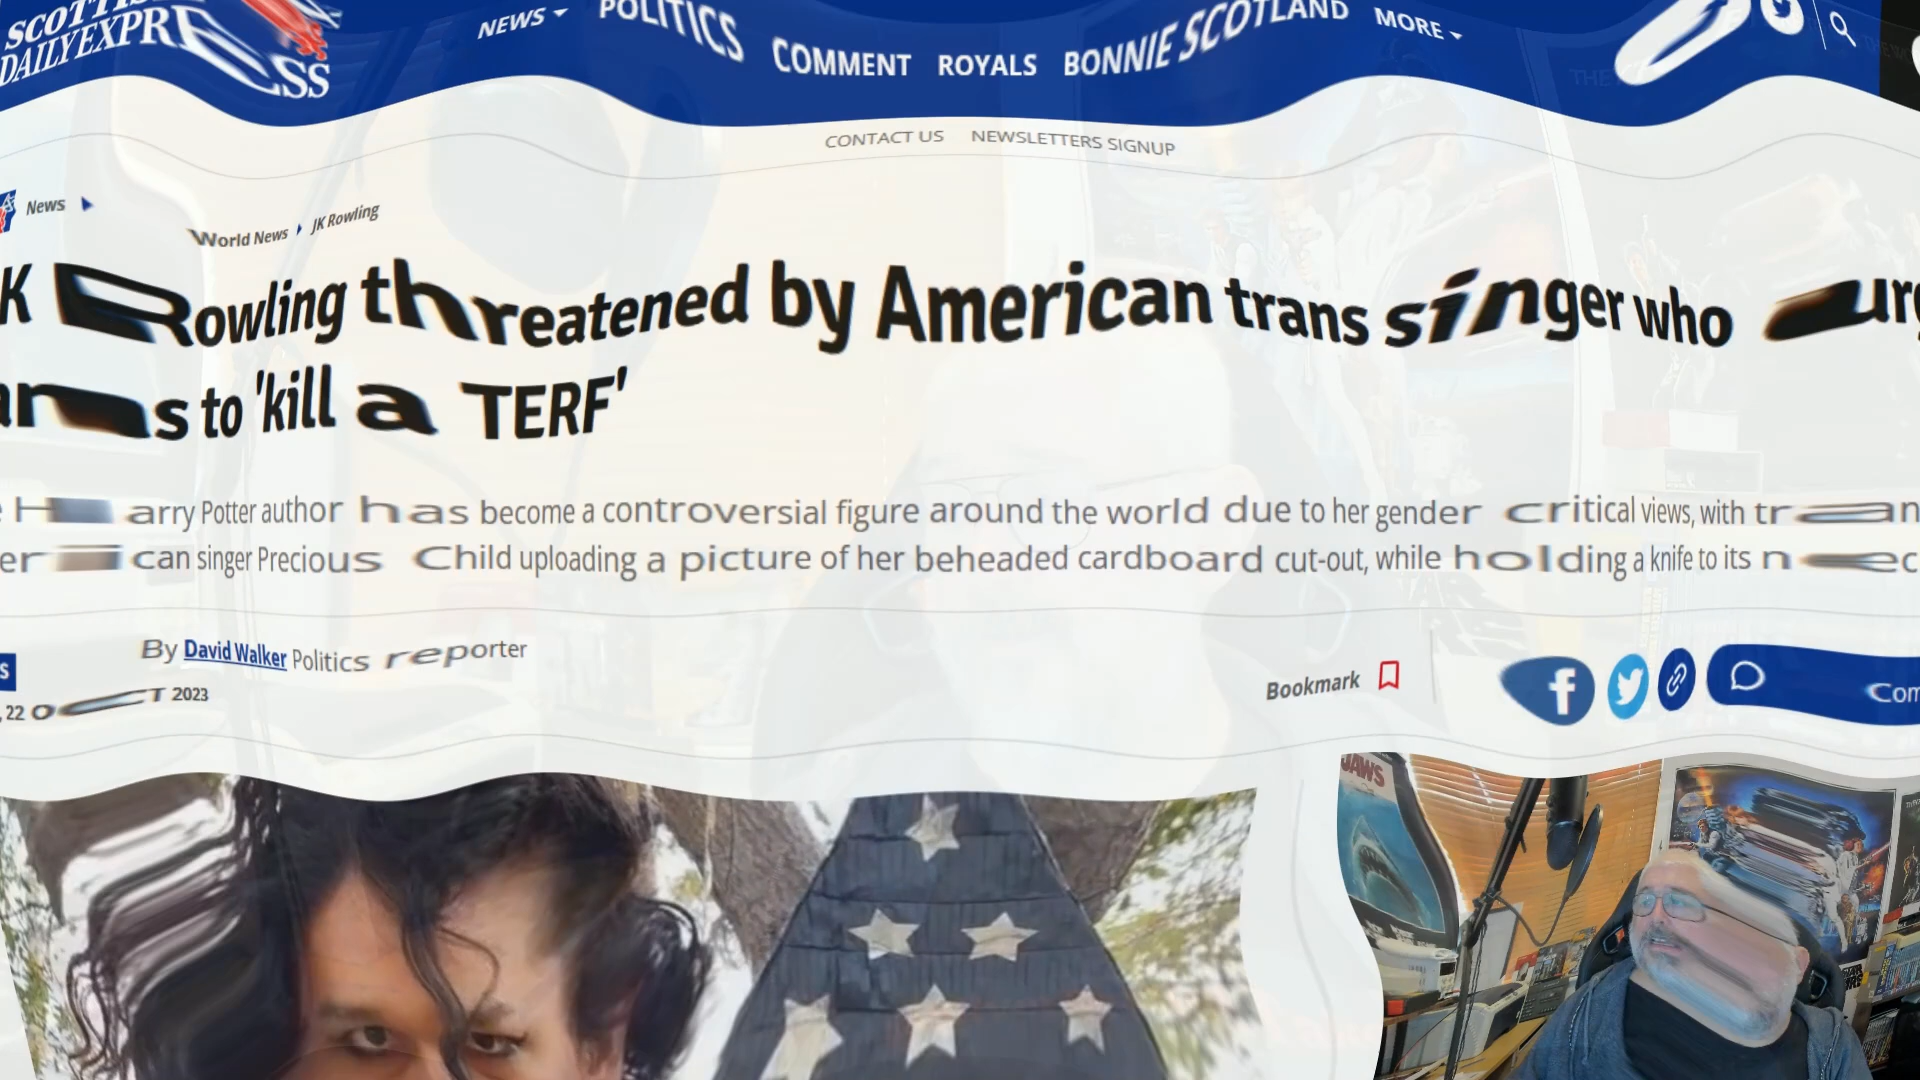 SCOTTISH
DAILY EXPRESS
NEWS POLITICS COMMENT ROYALS BONNIE SCOTLAND MORE
CONTACT US NEWSLETTERS SIGNUP
News World News JK Rowling
K Rowling threatened by American trans singer who
to 'kill a TERF'
Harry Potter author has become a controversial figure around the world due to her gender critical views, with
singer Precious Child uploading a picture of her beheaded cardboard cut-out, while holding a knife to its
By David Walker Politics reporter
, 22 OCT 2023
Bookmark
JAWS